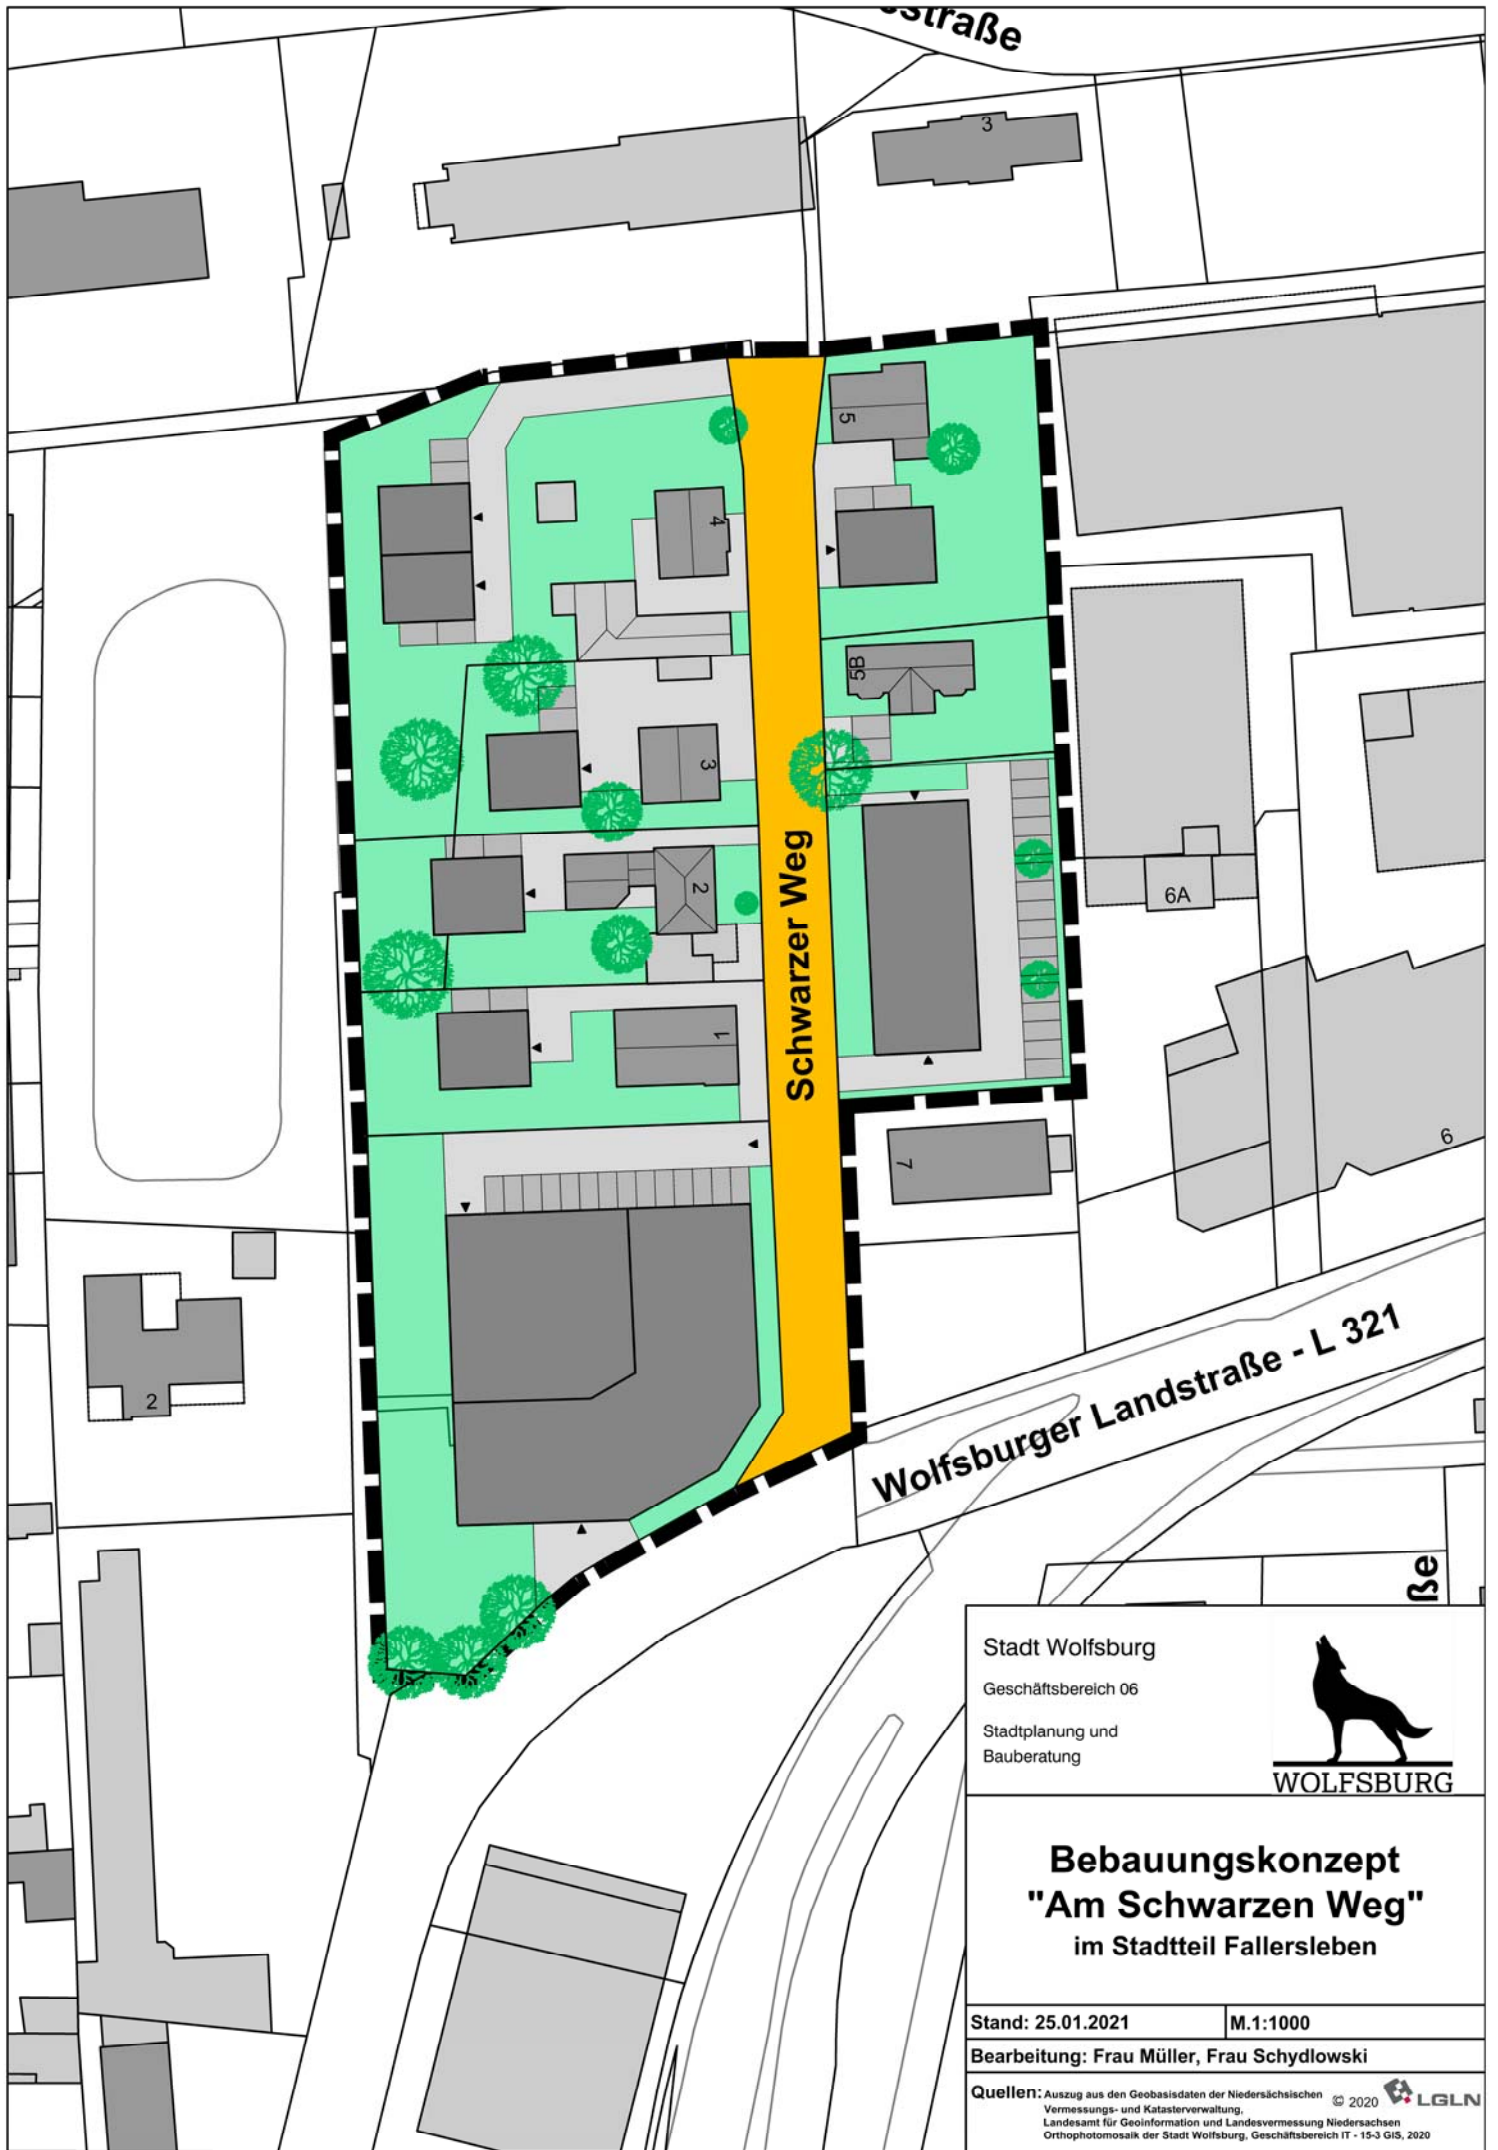 straße
3
5
4
5B
3
2
Schwarzer Weg
6A
1
7
6
2
Wolfsburger Landstraße - L 321
ße
Stadt Wolfsburg
Geschäftsbereich 06
Stadtplanung und
Bauberatung
WOLFSBURG
Bebauungskonzept
"Am Schwarzen Weg"
im Stadtteil Fallersleben
Stand: 25.01.2021
M.1:1000
Bearbeitung: Frau Müller, Frau Schydlowski
Quellen: Auszug aus den Geobasisdaten der Niedersächsischen
Vermessungs- und Katasterverwaltung,
© 2020 LGLN
Landesamt für Geoinformation und Landesvermessung Niedersachsen
Orthophotomosaik der Stadt Wolfsburg, Geschäftsbereich IT - 15-3 GIS, 2020